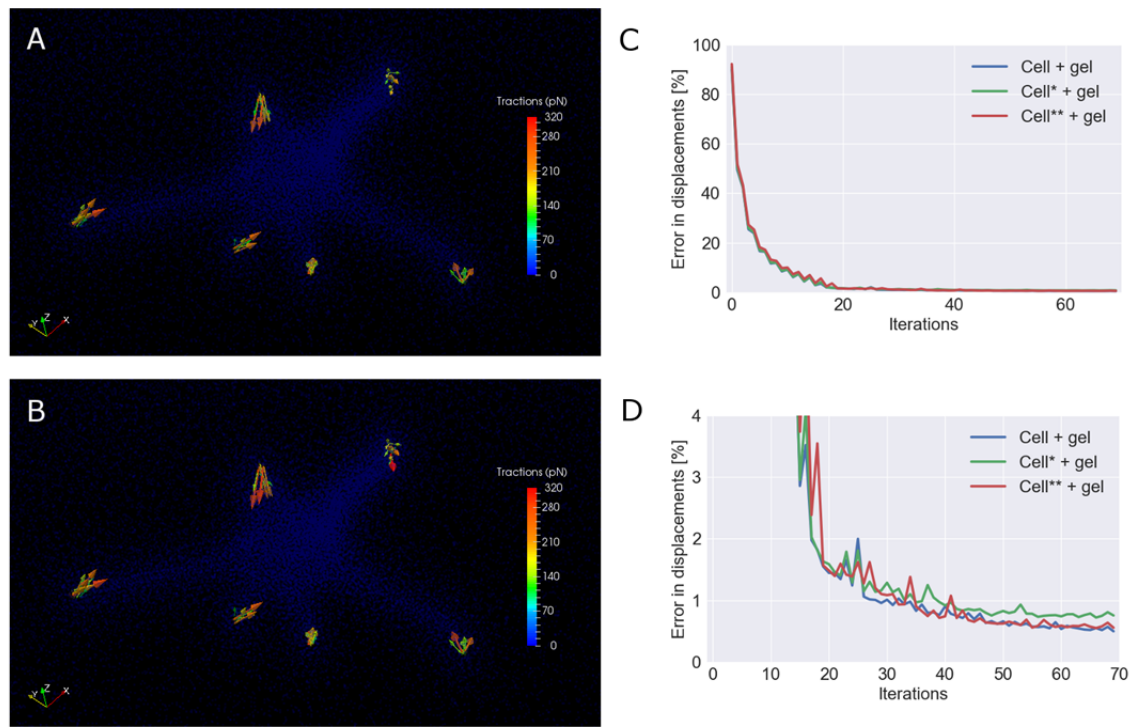 A
Tractions (pN)
320
280
210
140
70
0
Y Z X
B
Tractions (pN)
320
280
210
140
70
0
Y Z X
C
100
80
60
40
20
0
Error in displacements [%]
Cell + gel
Cell* + gel
Cell** + gel
0 20 40 60
Iterations
D
4
3
2
1
0
Error in displacements [%]
Cell + gel
Cell* + gel
Cell** + gel
0 10 20 30 40 50 60 70
Iterations